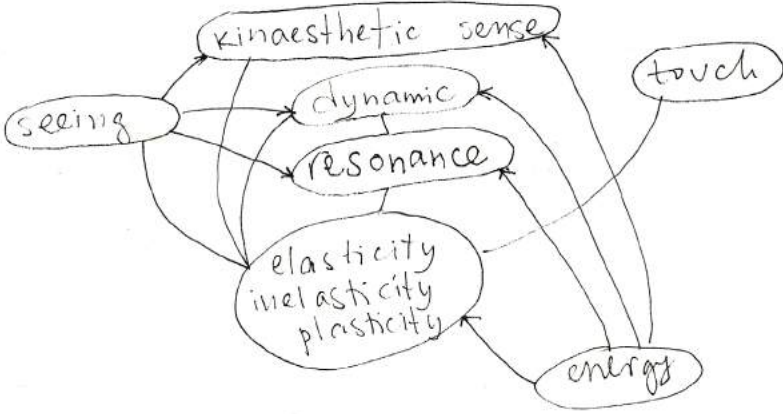 kinaesthetic sense
touch
dynamic
seeing
resonance
elasticity
inelasticity
plasticity
energy